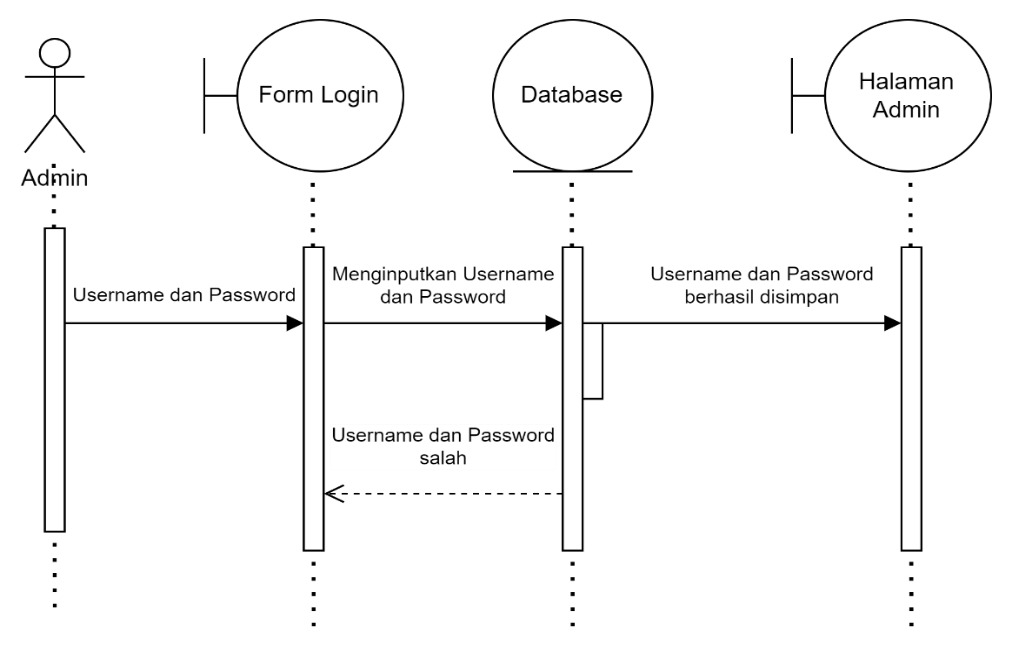 Admin
Form Login
Database
Halaman
Admin
Username dan Password
Menginputkan Username
dan Password
Username dan Password
berhasil disimpan
Username dan Password
salah